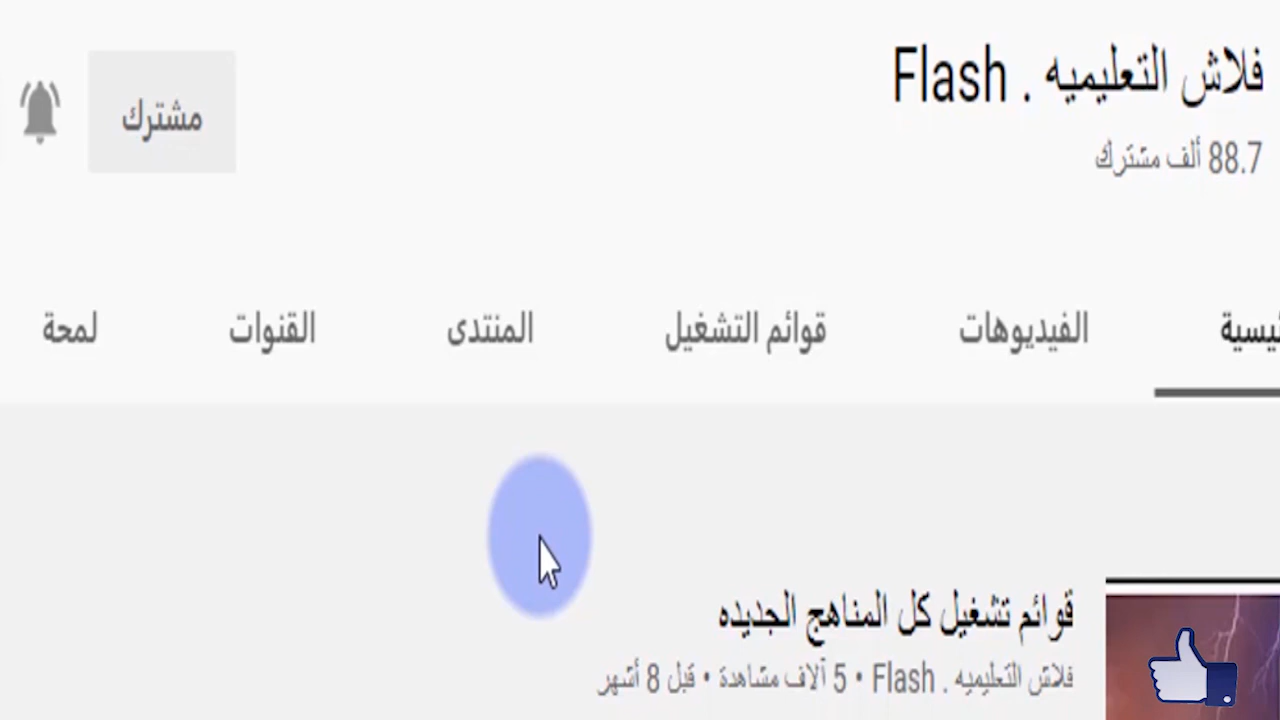 فلاش التعليميه . Flash
88.7 ألف مشترك
مشترك
الفيديوهات
قوائم التشغيل
المنتدى
القنوات
لمحة
قوائم تشغيل كل المناهج الجديده
فلاش التعليميه . Flash • 5 آلاف مشاهدة • قبل 8 أشهر